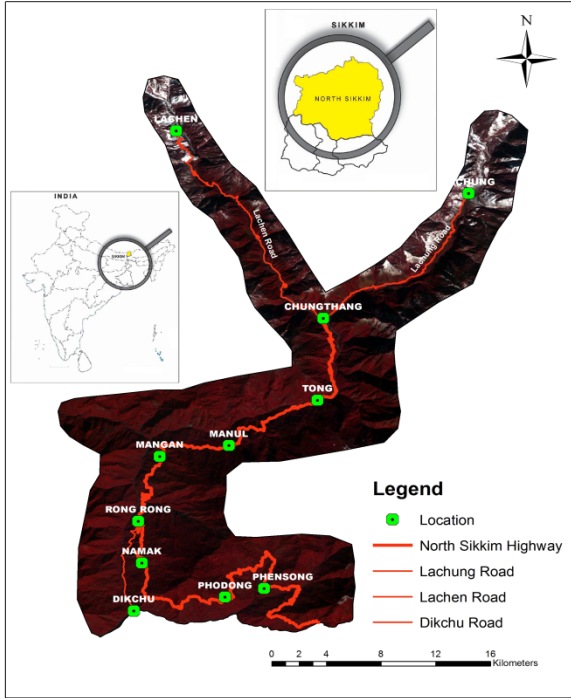 N
SIKKIM
NORTH SIKKIM
LACHEN
CHUNG
INDIA
SIKKIM
Lachen Road
Lachung Road
CHUNGTHANG
TONG
MANUL
MANGAN
RONG RONG
NAMAK
PHENSONG
PHODONG
DIKCHU
Legend
Location
North Sikkim Highway
Lachung Road
Lachen Road
Dikchu Road
0 2 4 8 12 16
Kilometers